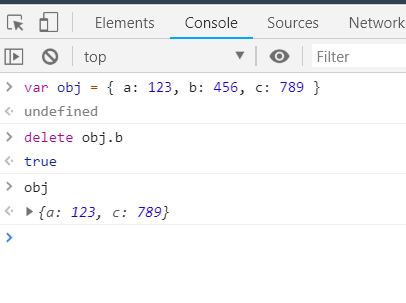 Elements Console Sources Network
top Filter
> var obj = { a: 123, b: 456, c: 789 }
undefined
> delete obj.b
true
> obj
{a: 123, c: 789}
>